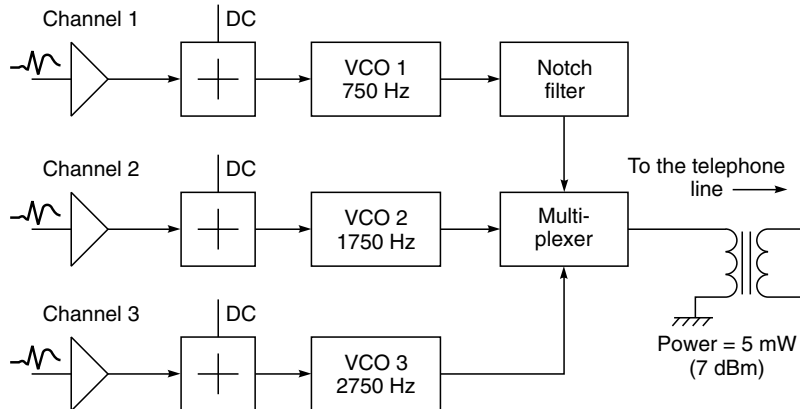 Channel 1
DC
VCO 1
750 Hz
Notch
filter
Channel 2
DC
VCO 2
1750 Hz
Multi-
plexer
To the telephone
line
Channel 3
DC
VCO 3
2750 Hz
Power = 5 mW
(7 dBm)